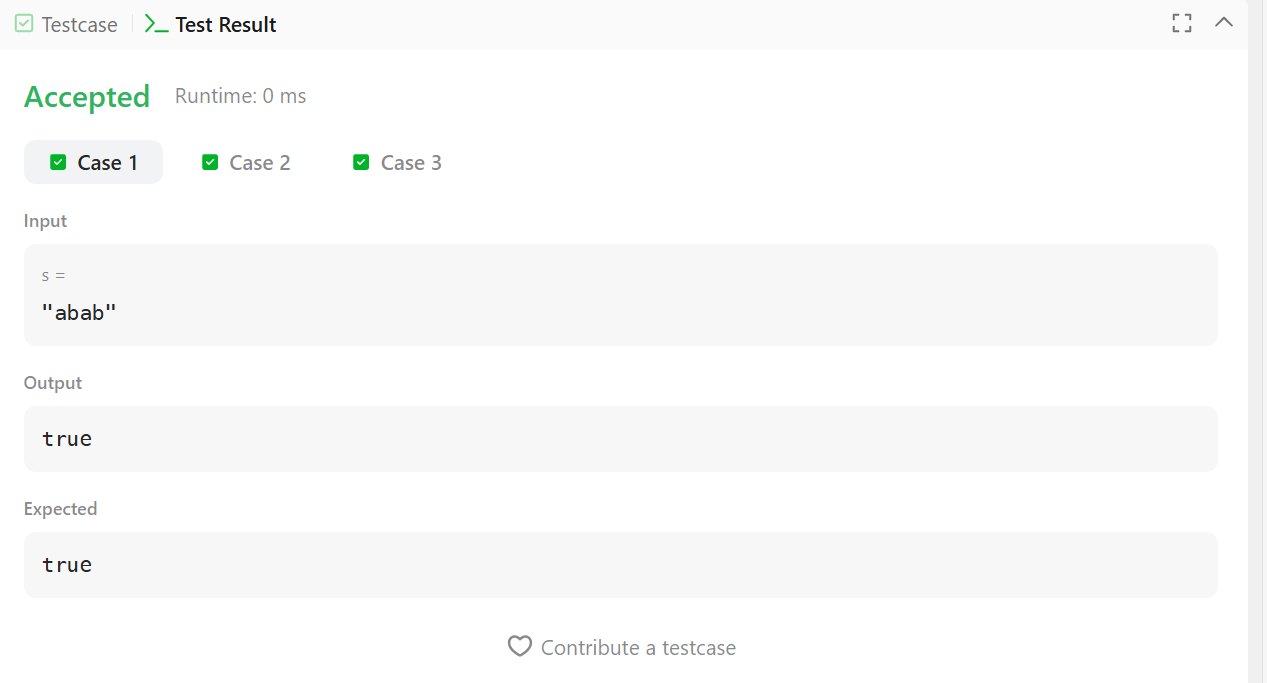 Testcase Test Result
Accepted Runtime: 0 ms
Case 1 Case 2 Case 3
Input
s =
"abab"
Output
true
Expected
true
Contribute a testcase